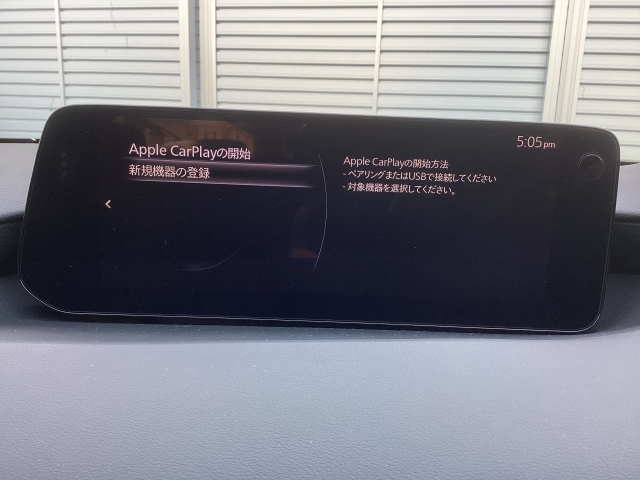 5:05 pm
Apple CarPlayの開始
新規機器の登録
Apple CarPlayの開始方法
- ペアリングまたはUSBで接続してください
- 対象機器を選択してください。